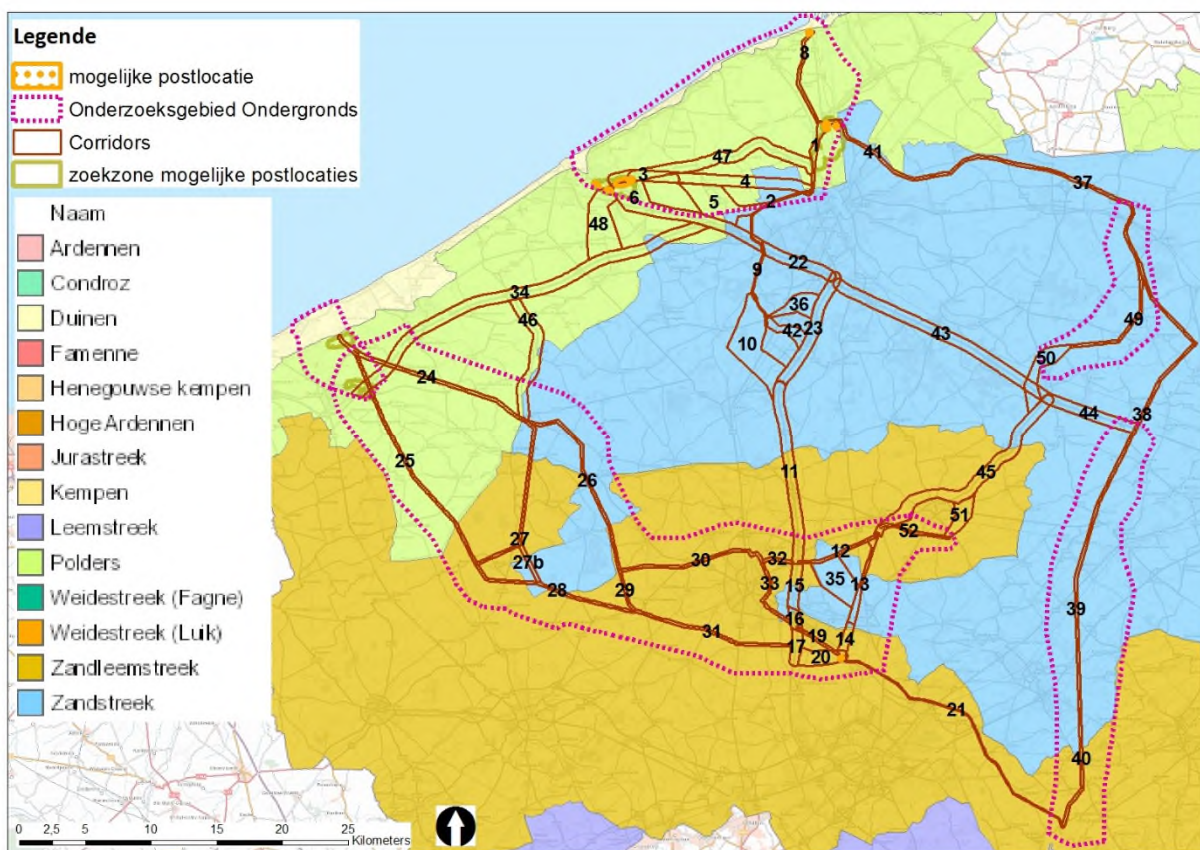 Legende
mogelijke postlocatie
Onderzoeksgebied Ondergronds
Corridors
zoekzone mogelijke postlocaties
Naam
Ardennen
Condroz
Duinen
Famenne
Henegouwse kempen
Hoge Ardennen
Jurastreek
Kempen
Leemstreek
Polders
Weidestreek (Fagne)
Weidestreek (Luik)
Zandleemstreek
Zandstreek
8
1
41
47
3
4
37
6
5
2
48
9
22
34
36
49
46
42 23
43
10
50
24
44
38
25
11
45
26
51
52
27
12
30
32
27b
35
13
28
33
15
29
39
16
31
19
14
17
20
21
40
0 2,5 5 10 15 20 25
Kilometers